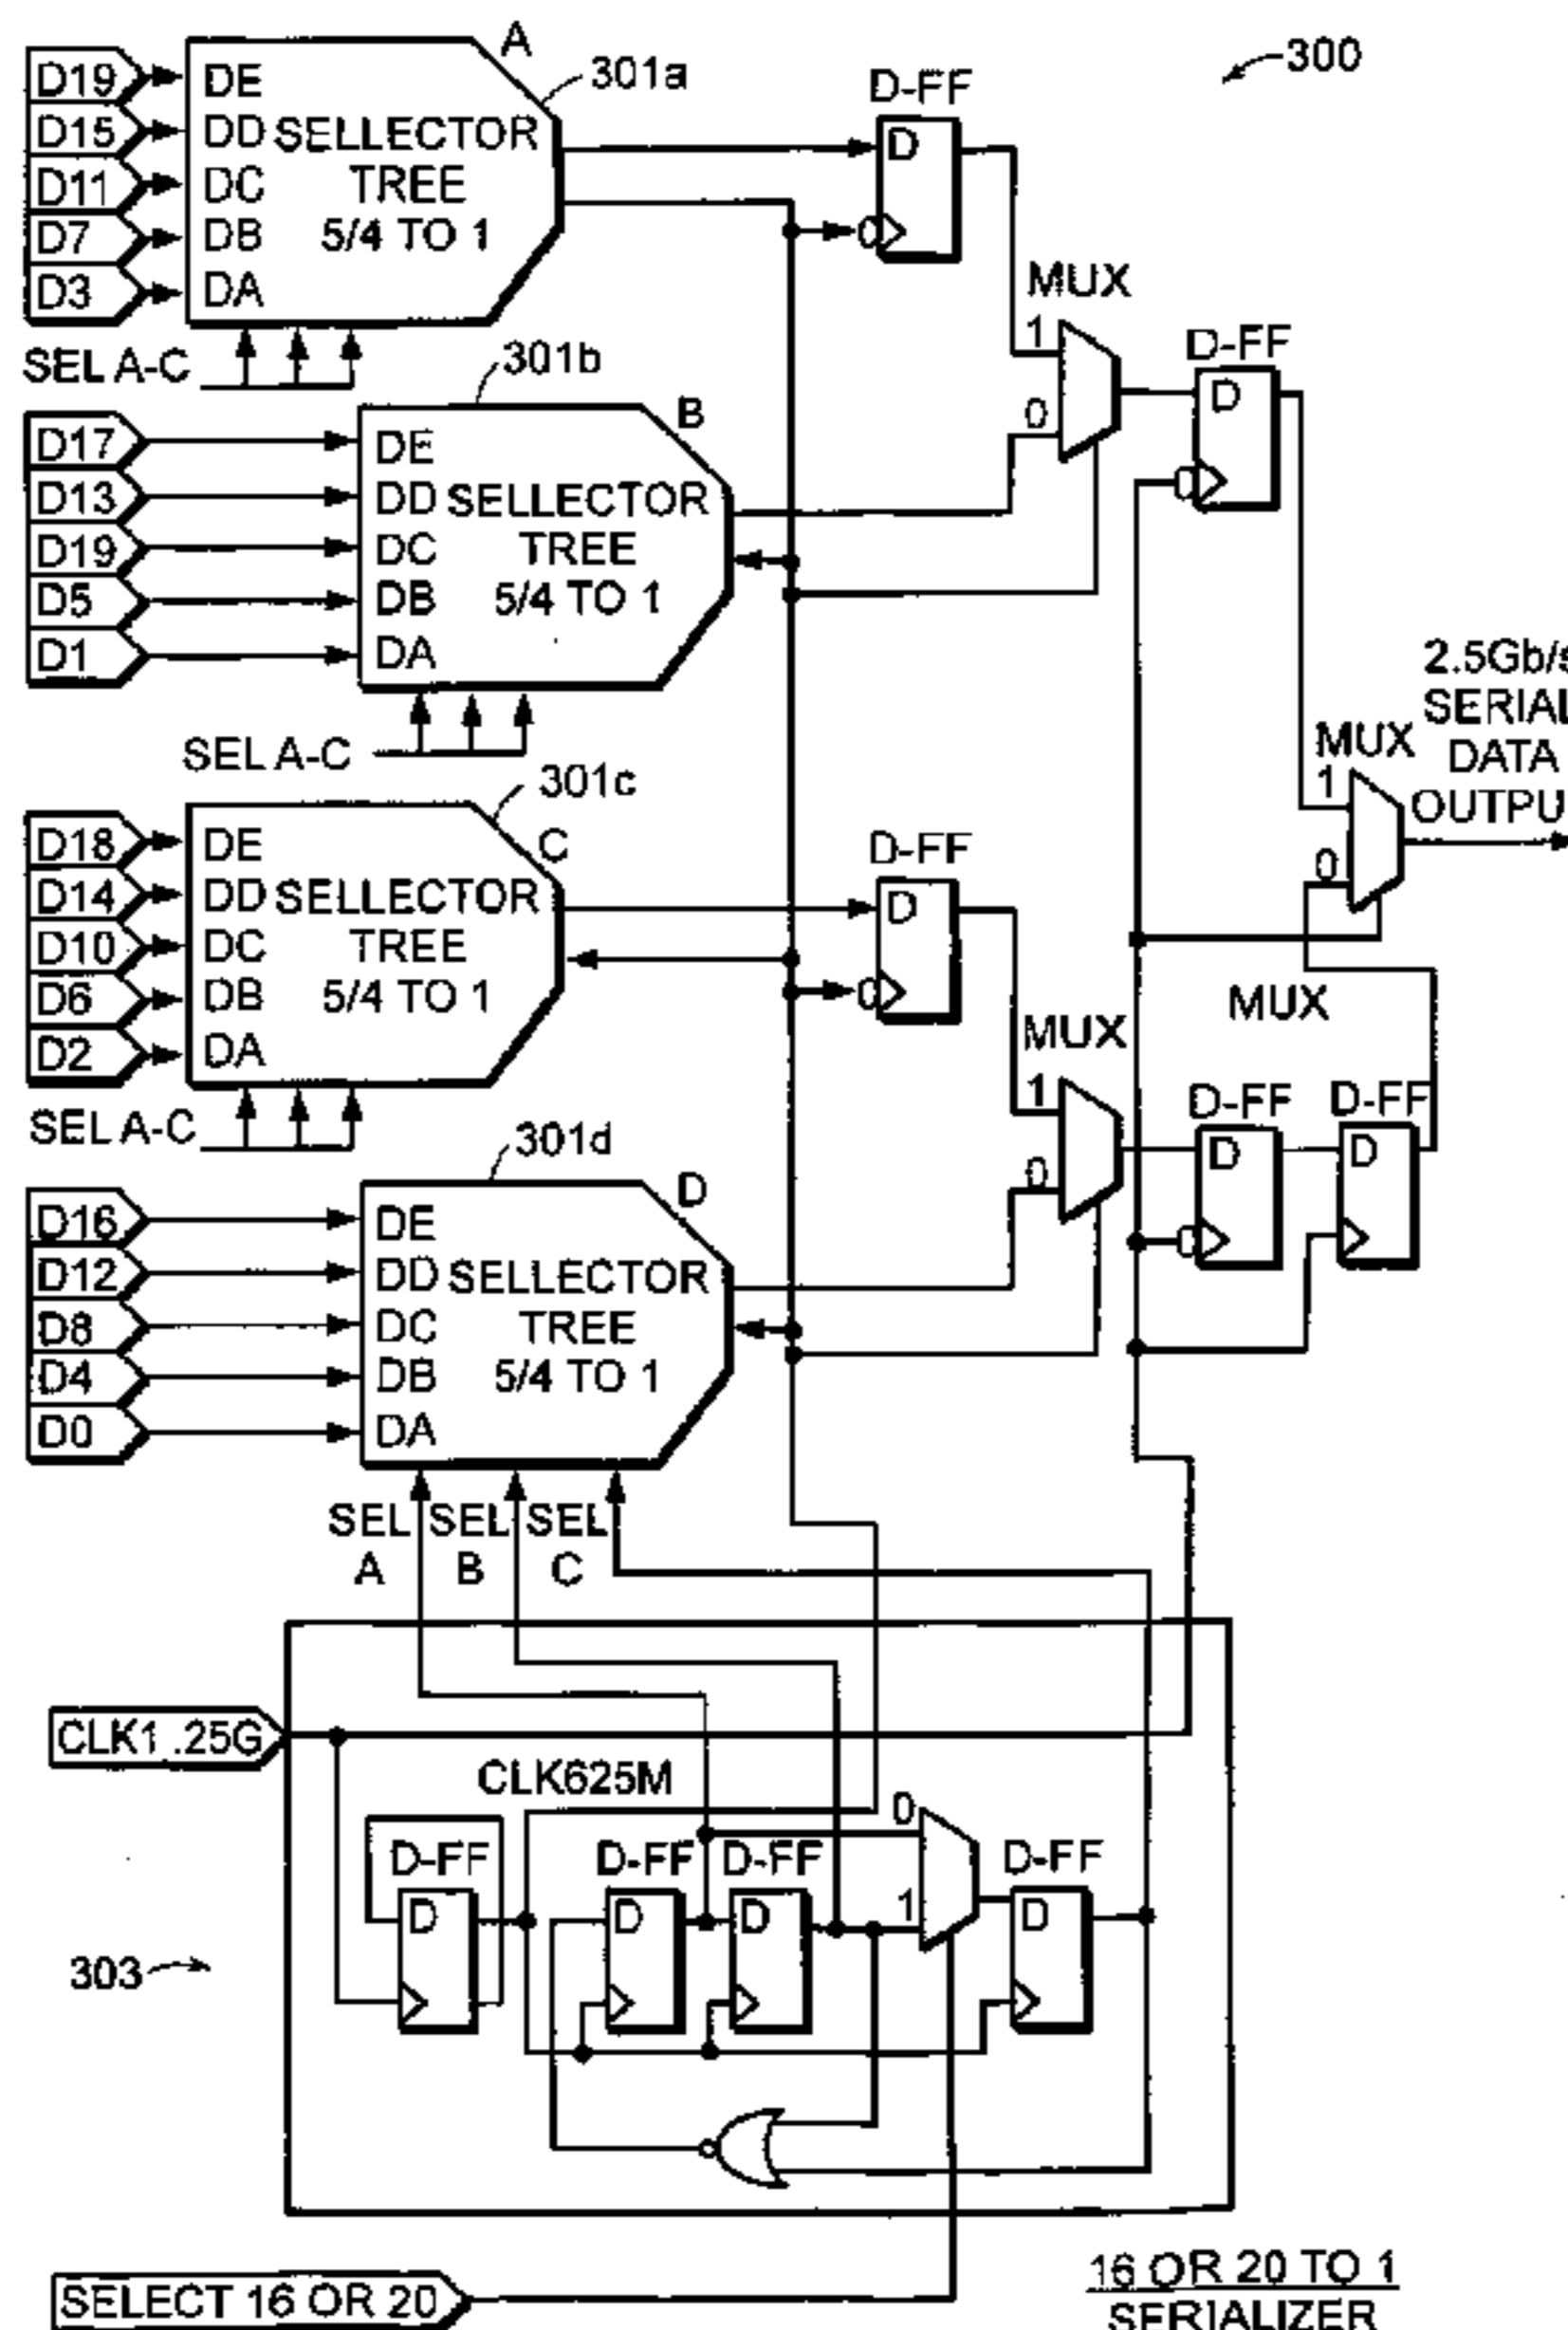 300
A
301a
D19
D15
D11
D7
D3
DE
DD
DC
DB
DA
SELLECTOR
TREE
5/4 TO 1
SEL A-C
D-FF
D
0
MUX
1
0
D-FF
D
0
301b
B
D17
D13
D19
D5
D1
DE
DD
DC
DB
DA
SELLECTOR
TREE
5/4 TO 1
SEL A-C
2.5Gb/s
SERIAL
DATA
OUTPU
MUX
1
0
301c
C
D18
D14
D10
D6
D2
DE
DD
DC
DB
DA
SELLECTOR
TREE
5/4 TO 1
SEL A-C
D-FF
D
0
MUX
MUX
1
0
D-FF
D
0
D-FF
D
301d
D
D16
D12
D8
D4
D0
DE
DD
DC
DB
DA
SELLECTOR
TREE
5/4 TO 1
SEL A
SEL B
SEL C
CLK1 .25G
CLK625M
D-FF
D
D-FF
D
D-FF
D
0
1
D-FF
D
303
SELECT 16 OR 20
16 OR 20 TO 1
SERIALIZER